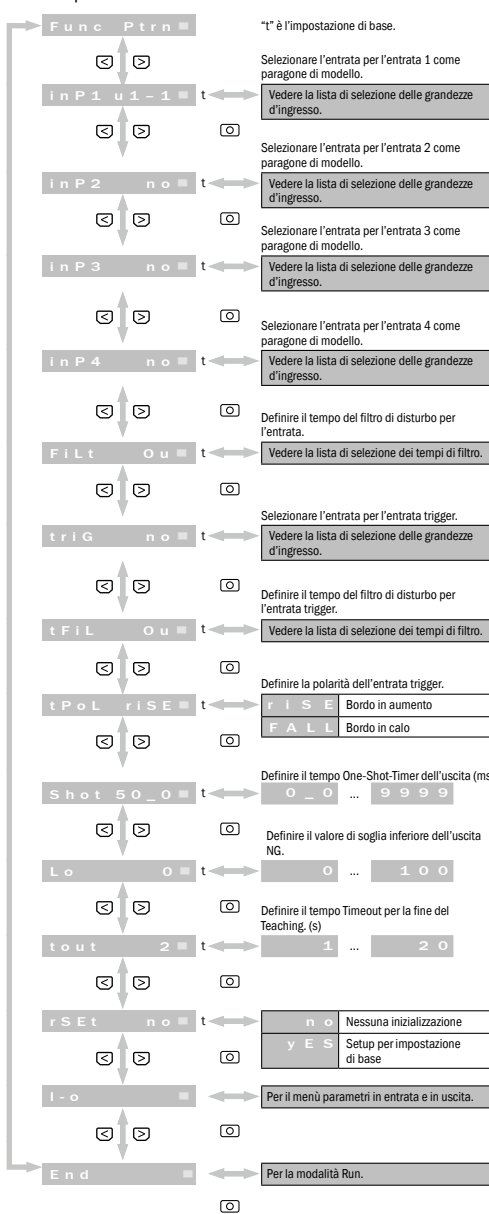 Func Ptrn
"t" è l'impostazione di base.
Selezionare l'entrata per l'entrata 1 come
paragone di modello.
inP1 u1-1 t
Vedere la lista di selezione delle grandezze
d'ingresso.
Selezionare l'entrata per l'entrata 2 come
paragone di modello.
inP2 no t
Vedere la lista di selezione delle grandezze
d'ingresso.
Selezionare l'entrata per l'entrata 3 come
paragone di modello.
inP3 no t
Vedere la lista di selezione delle grandezze
d'ingresso.
Selezionare l'entrata per l'entrata 4 come
paragone di modello.
inP4 no t
Vedere la lista di selezione delle grandezze
d'ingresso.
Definire il tempo del filtro di disturbo per
l'entrata.
FiLt Ou t
Vedere la lista di selezione dei tempi di filtro.
Selezionare l'entrata per l'entrata trigger.
triG no t
Vedere la lista di selezione delle grandezze
d'ingresso.
Definire il tempo del filtro di disturbo per
l'entrata trigger.
tFiL Ou t
Vedere la lista di selezione dei tempi di filtro.
Definire la polarità dell'entrata trigger.
tPoL riSE t
riSE Bordo in aumento
FALL Bordo in calo
Definire il tempo One-Shot-Timer dell'uscita (ms
Shot 50_0 t
0_0 ... 9999
Definire il valore di soglia inferiore dell'uscita
NG.
Lo 0 t
0 ... 100
Definire il tempo Timeout per la fine del
Teaching. (s)
tout 2 t
1 ... 20
rSEt no t
no Nessuna inizializzazione
yES Setup per impostazione
di base
I-o
Per il menù parametri in entrata e in uscita.
End
Per la modalità Run.